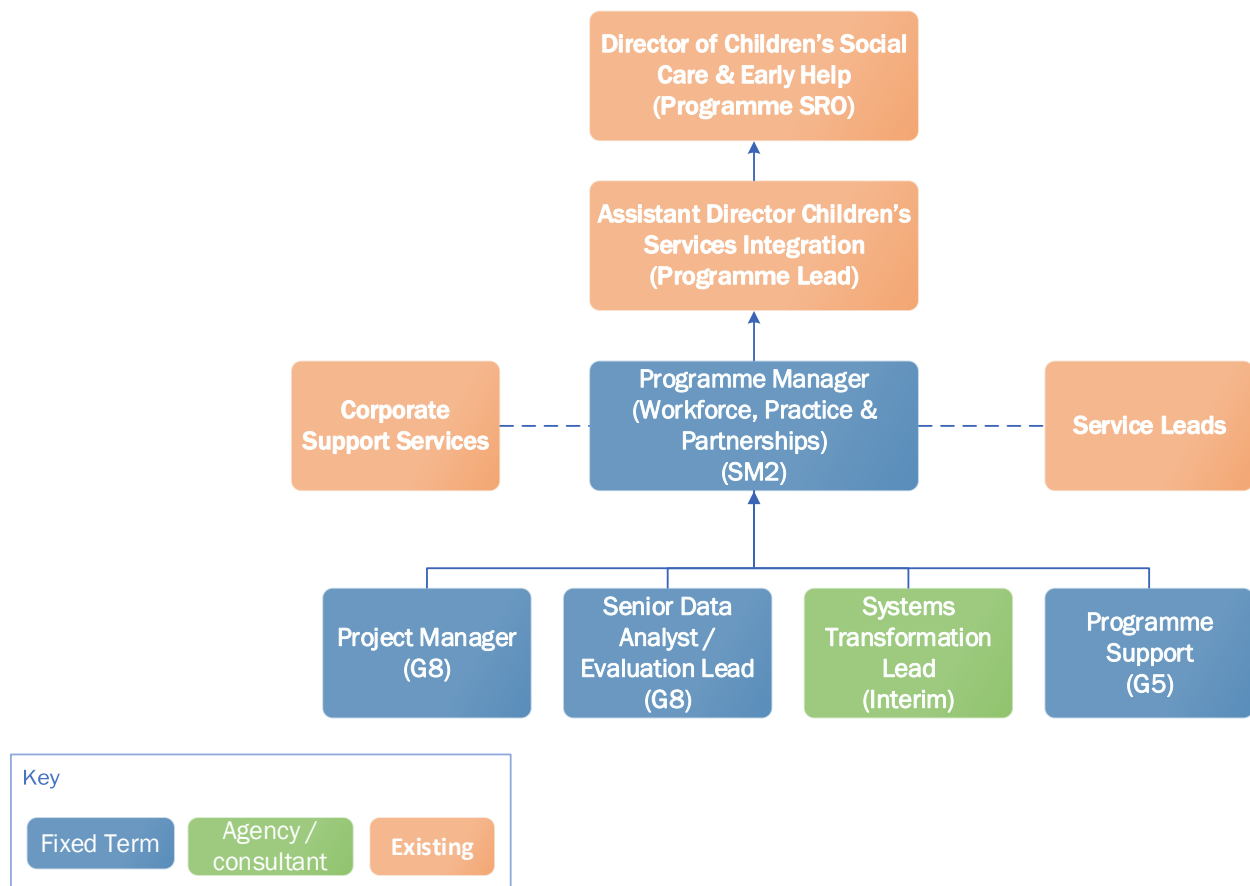 Director of Children’s Social
Care & Early Help
(Programme SRO)
Assistant Director Children’s
Services Integration
(Programme Lead)
Corporate
Support Services
Programme Manager
(Workforce, Practice &
Partnerships)
(SM2)
Service Leads
Project Manager
(G8)
Senior Data
Analyst /
Evaluation Lead
(G8)
Systems
Transformation
Lead
(Interim)
Programme
Support
(G5)
Key
Fixed Term
Agency /
consultant
Existing